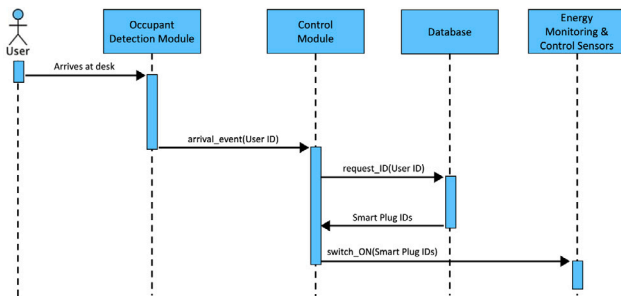 User
Occupant
Detection Module
Control
Module
Database
Energy
Monitoring &
Control Sensors
Arrives at desk
arrival_event(User ID)
request_ID(User ID)
Smart Plug IDs
switch_ON(Smart Plug IDs)